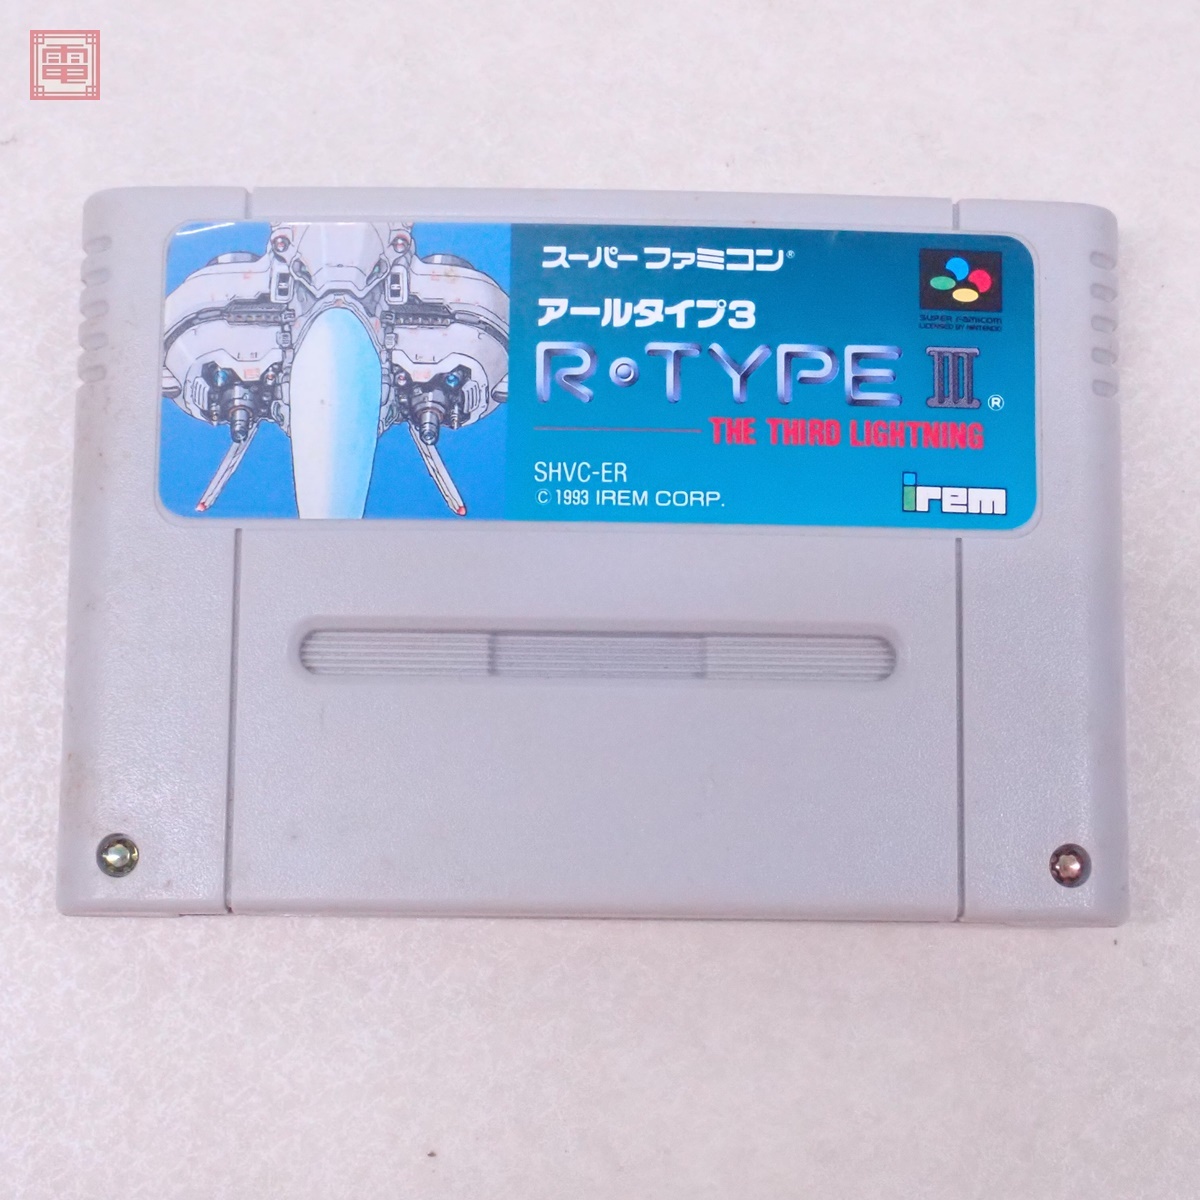 電
スーパーファミコン®
アールタイプ3
R・TYPE III®
THE THIRD LIGHTNING
SHVC-ER
© 1993 IREM CORP.
SUPER FAMICOM
LICENSED BY NINTENDO
irem